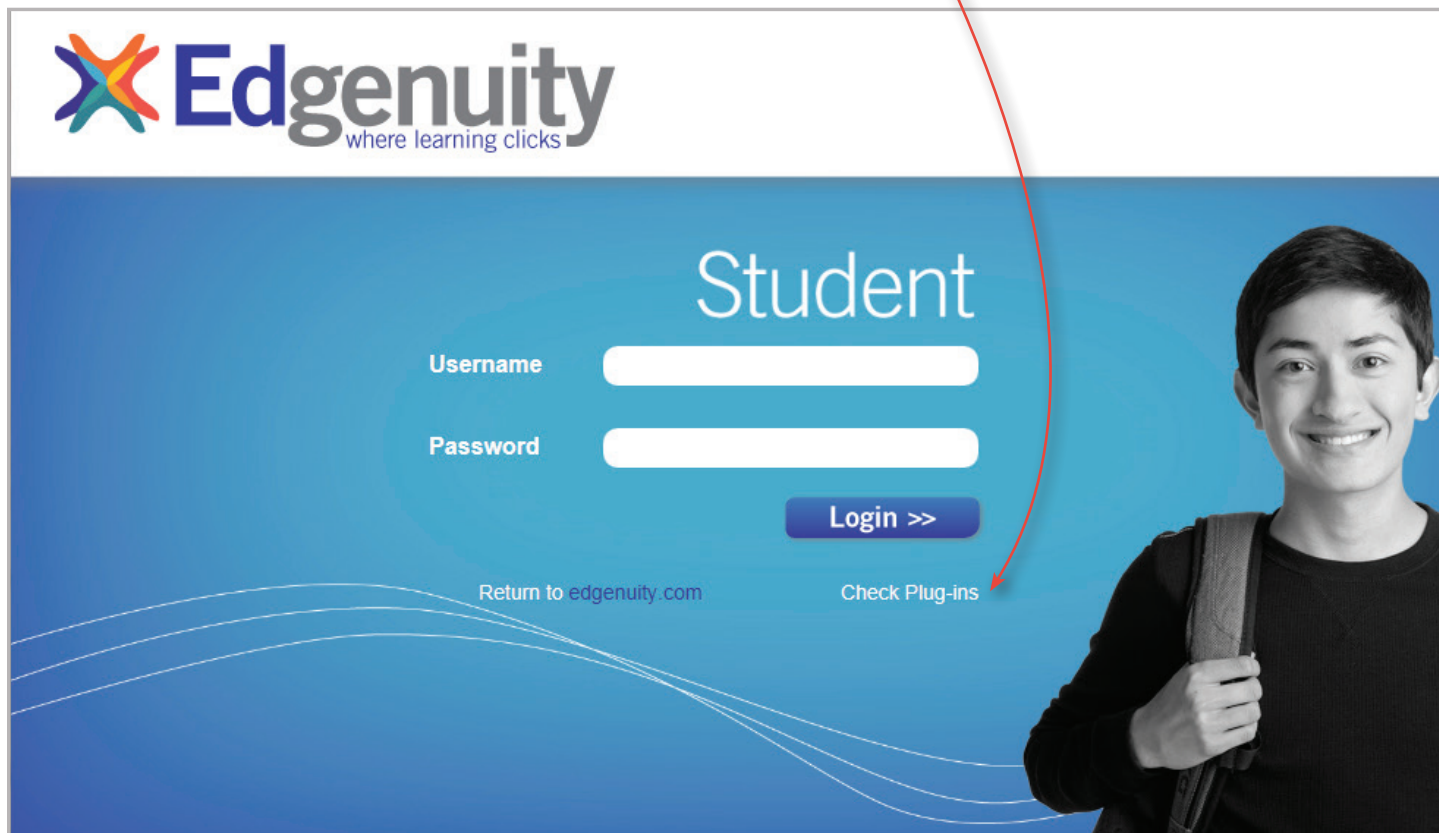 Edgenuity
where learning clicks
Student
Username
Password
Login >>
Return to edgenuity.com
Check Plug-ins